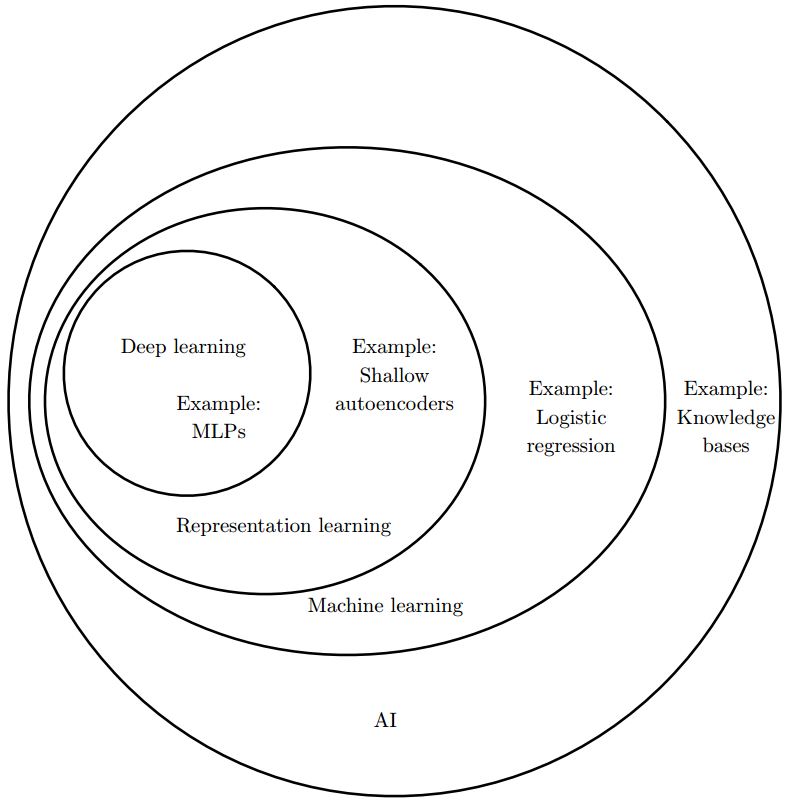 Deep learning
Example:
MLPs
Example:
Shallow
autoencoders
Example:
Logistic
regression
Example:
Knowledge
bases
Representation learning
Machine learning
AI